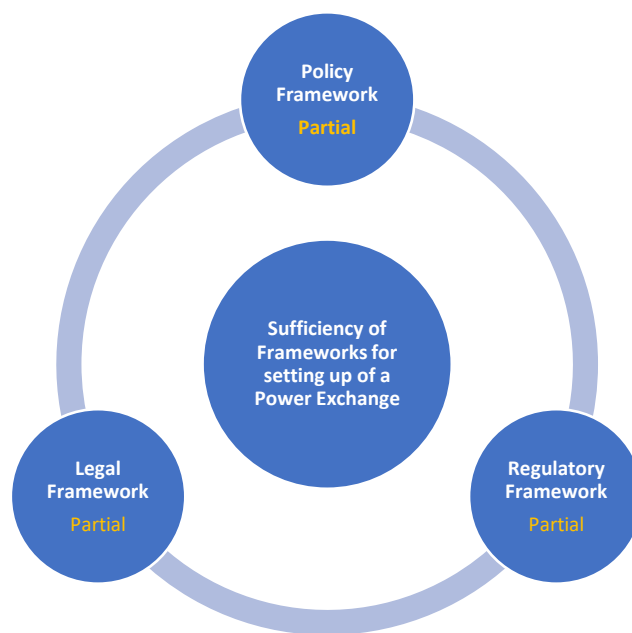 Policy
Framework
Partial
Sufficiency of
Frameworks for
setting up of a
Power Exchange
Legal
Framework
Partial
Regulatory
Framework
Partial